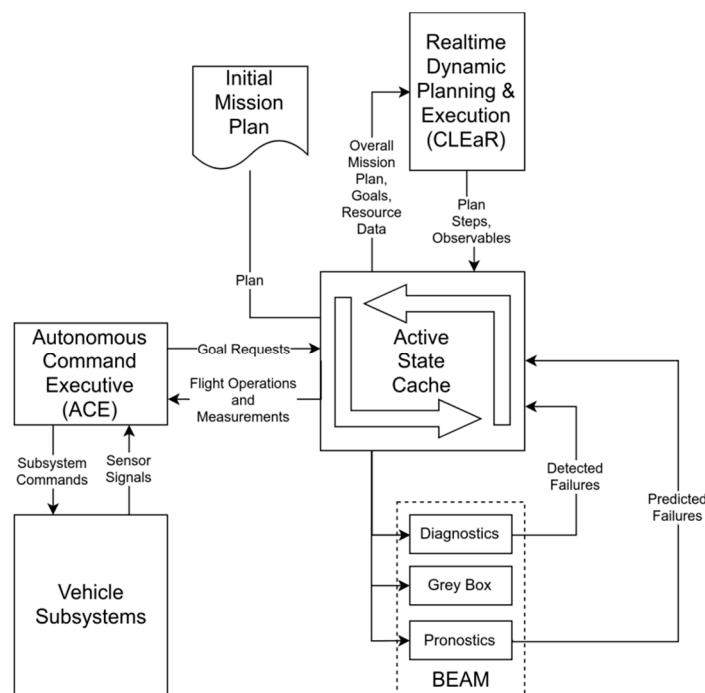 Initial
Mission
Plan
Realtime
Dynamic
Planning &
Execution
(CLEaR)
Overall
Mission
Plan,
Goals,
Resource
Data
Plan
Steps,
Observables
Plan
Autonomous
Command
Executive
(ACE)
Goal Requests
Flight Operations
and
Measurements
Active
State
Cache
Subsystem
Commands
Sensor
Signals
Detected
Failures
Predicted
Failures
Vehicle
Subsystems
Diagnostics
Grey Box
Pronostics
BEAM